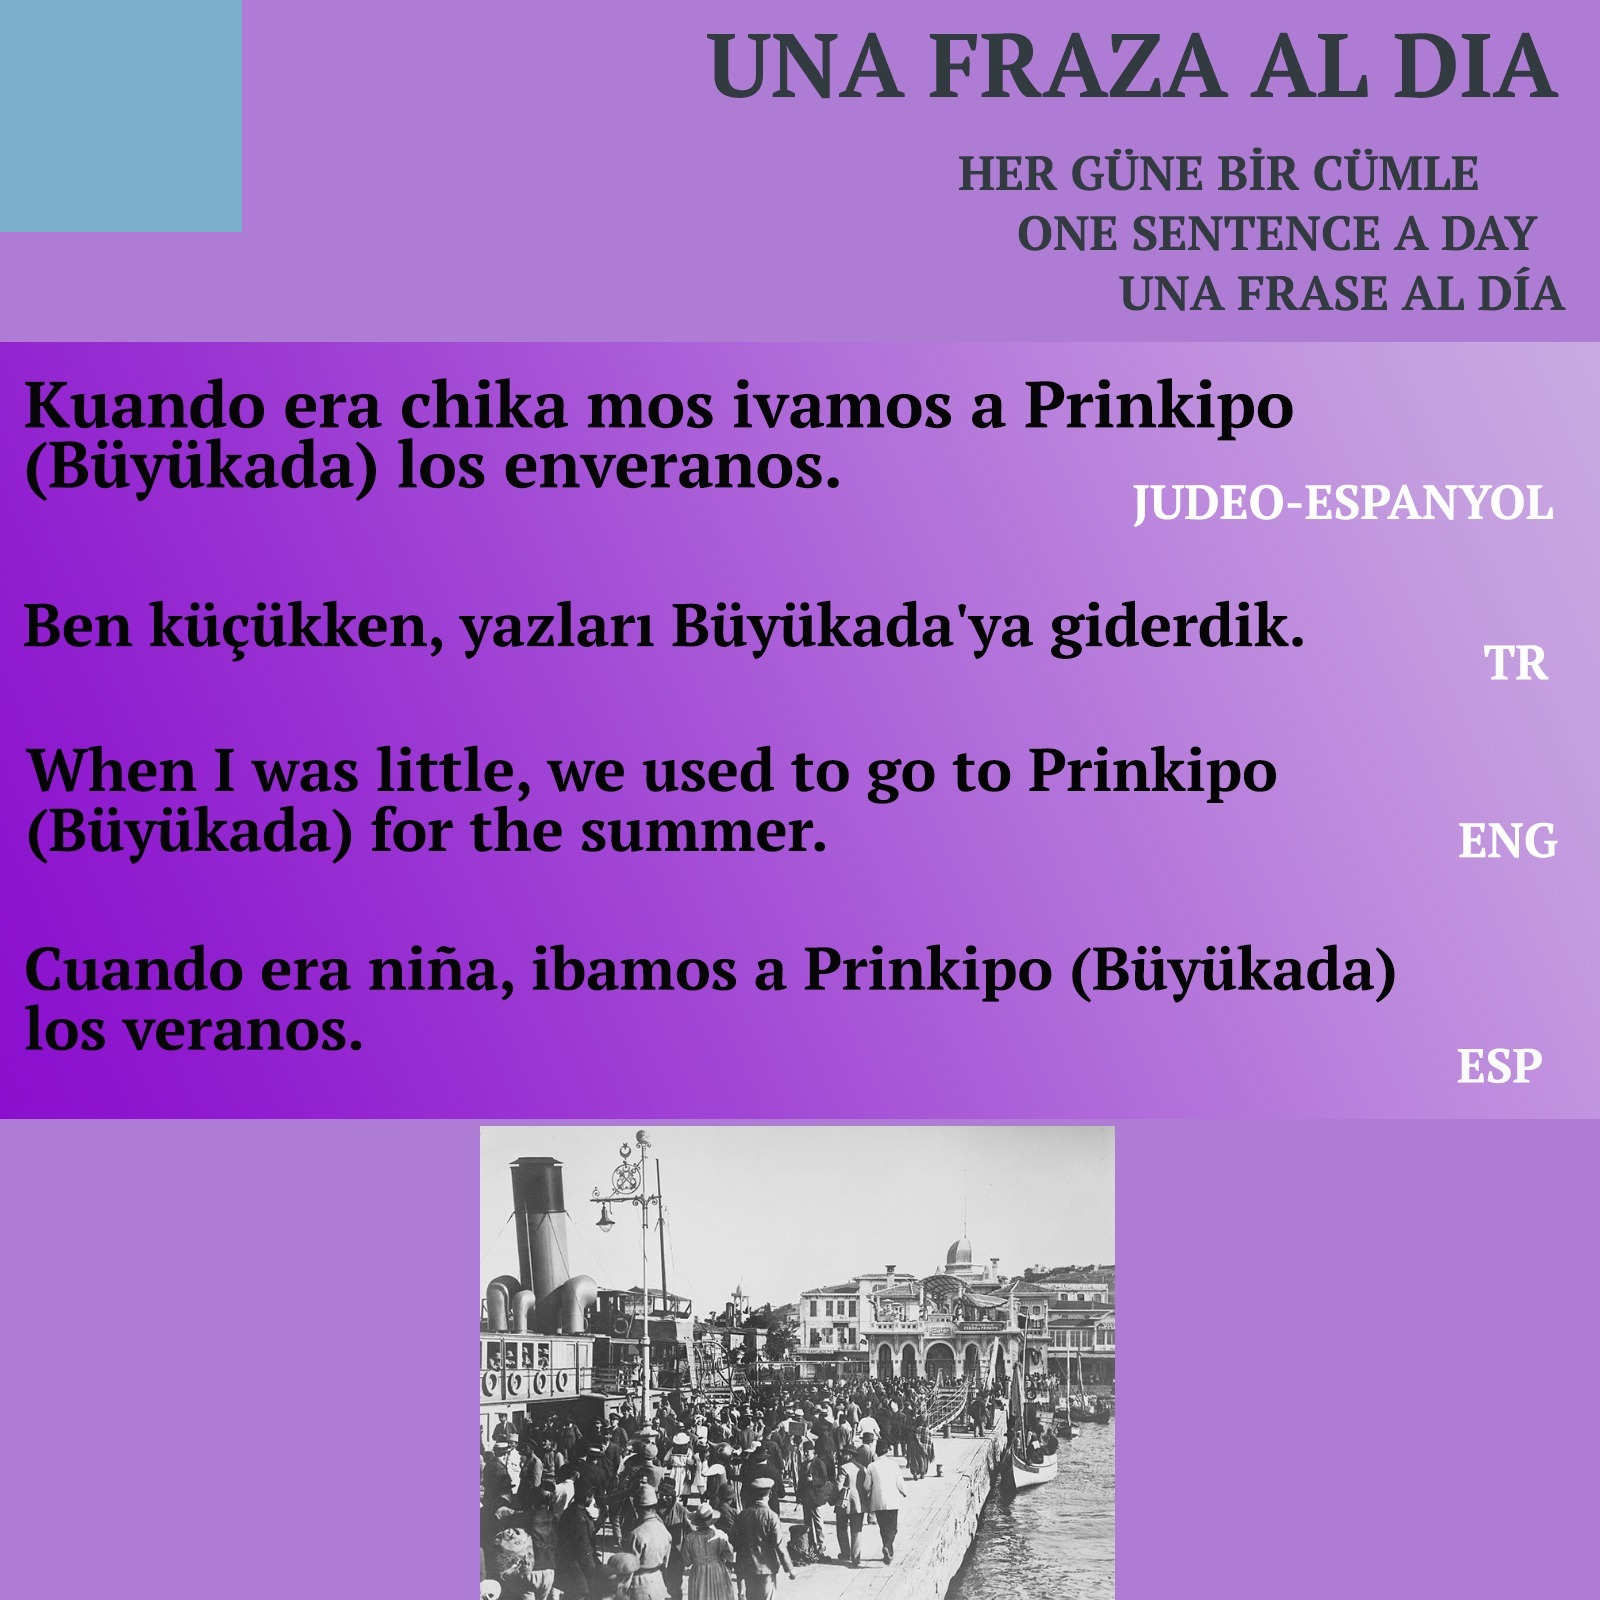 UNA FRAZA AL DIA
HER GÜNE BİR CÜMLE
ONE SENTENCE A DAY
UNA FRASE AL DÍA
Kuando era chika mos ivamos a Prinkipo
(Büyükada) los enveranos.
JUDEO-ESPANYOL
Ben küçükken, yazları Büyükada'ya giderdik.
TR
When I was little, we used to go to Prinkipo
(Büyükada) for the summer.
ENG
Cuando era niña, ibamos a Prinkipo (Büyükada)
los veranos.
ESP